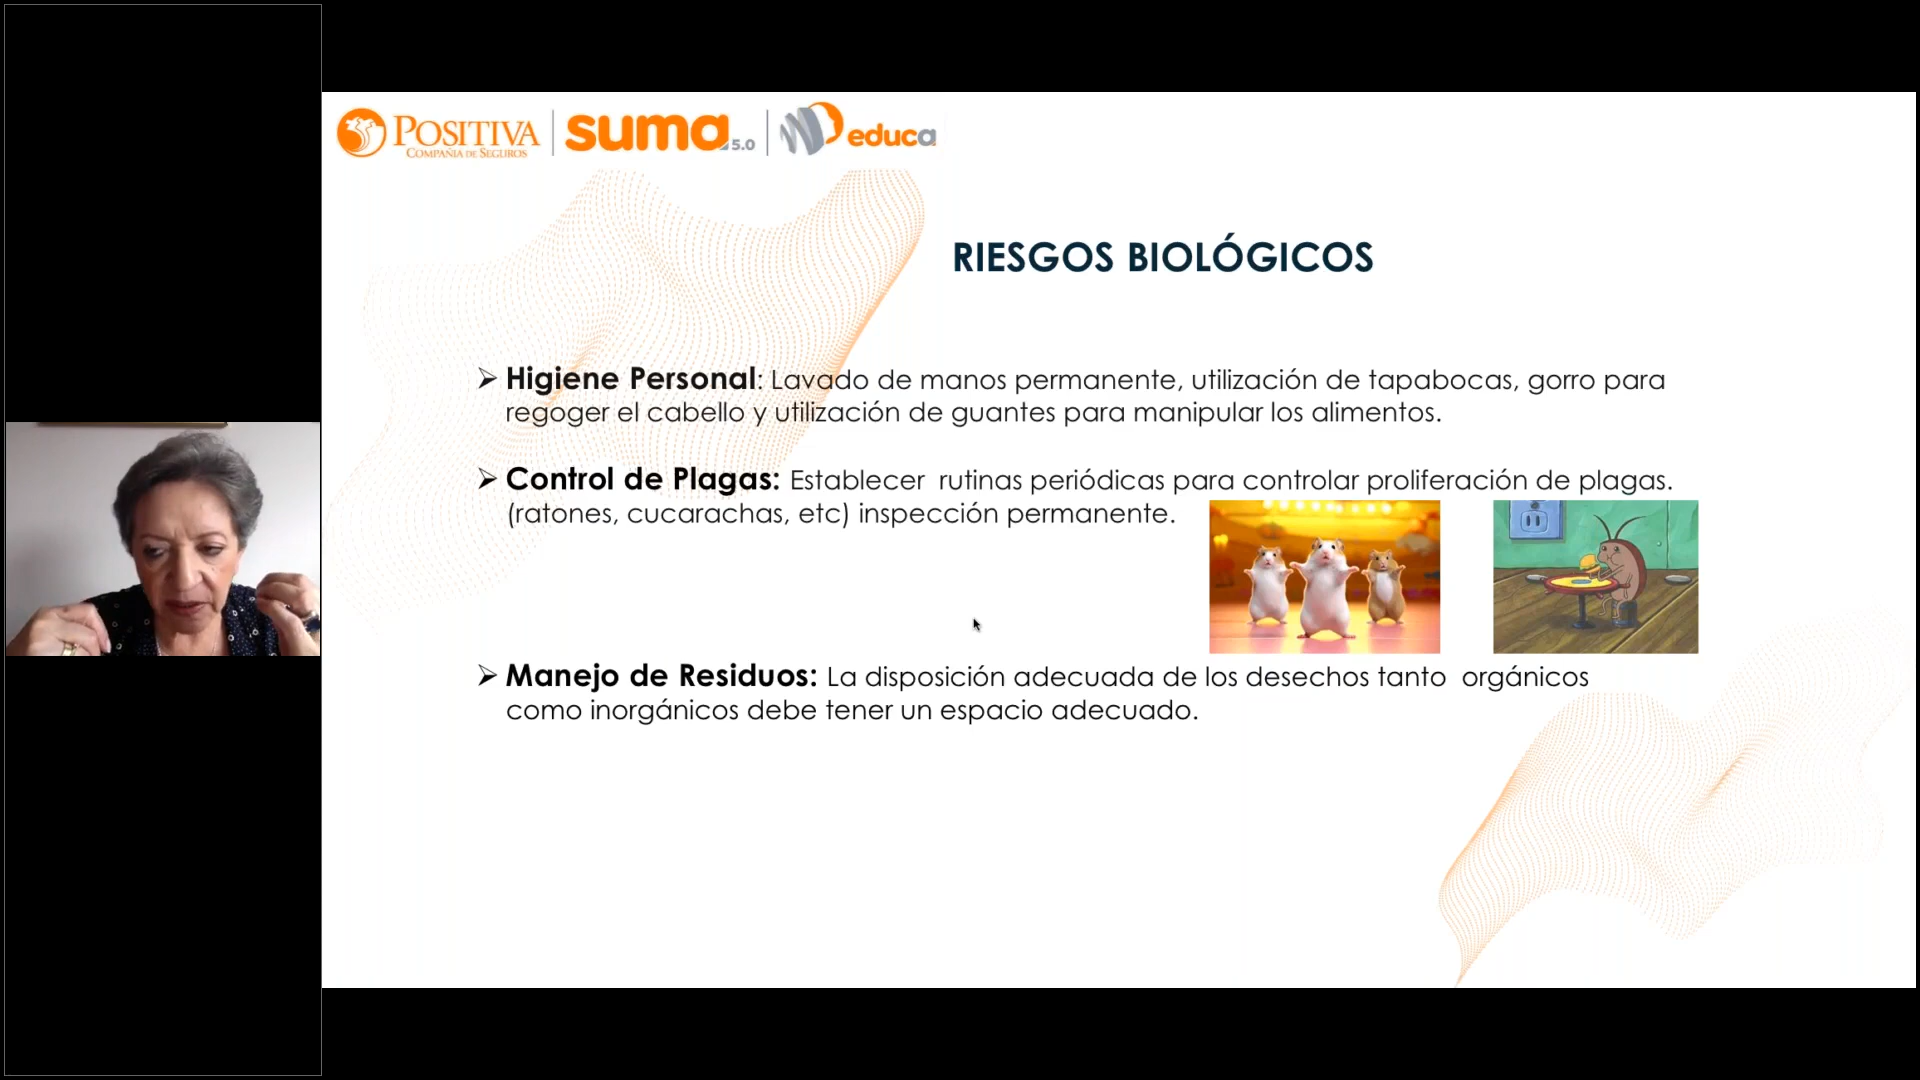 POSITIVA
COMPAÑIA DE SEGUROS
suma 5.0
educa
RIESGOS BIOLÓGICOS
➢ Higiene Personal: Lavado de manos permanente, utilización de tapabocas, gorro para
regoger el cabello y utilización de guantes para manipular los alimentos.
➢ Control de Plagas: Establecer rutinas periódicas para controlar proliferación de plagas.
(ratones, cucarachas, etc) inspección permanente.
➢ Manejo de Residuos: La disposición adecuada de los desechos tanto orgánicos
como inorgánicos debe tener un espacio adecuado.